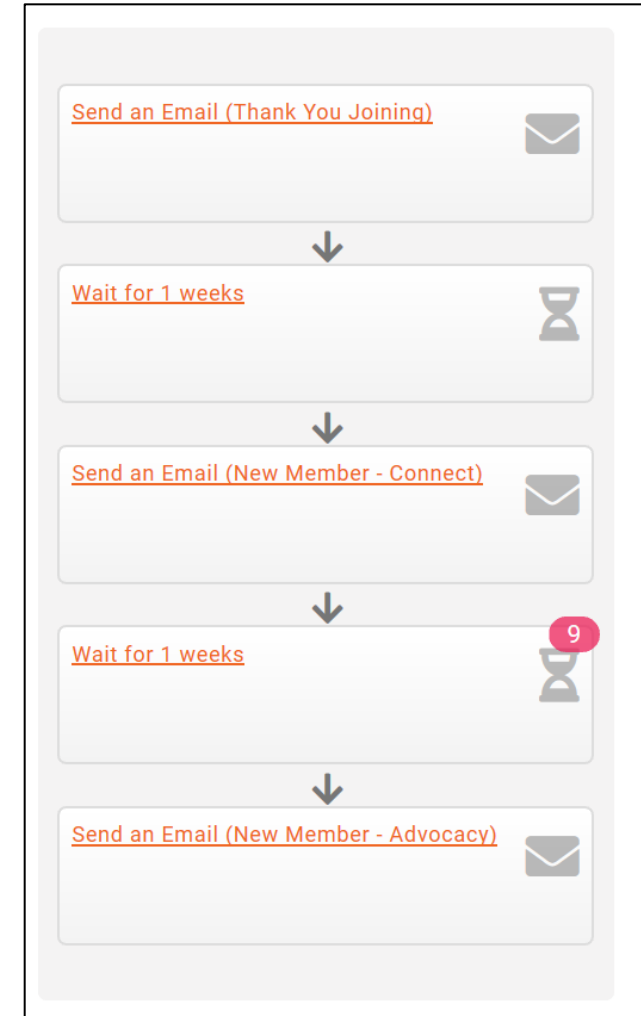 Send an Email (Thank You Joining)
Wait for 1 weeks
Send an Email (New Member - Connect)
9
Wait for 1 weeks
Send an Email (New Member - Advocacy)